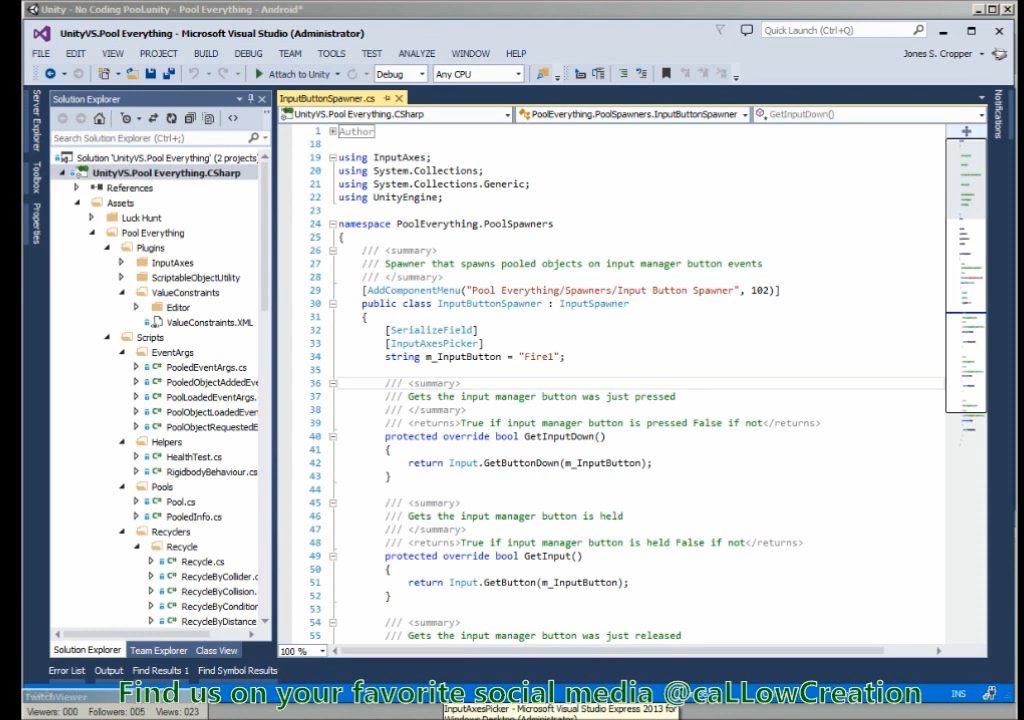 Unity - No Coding PooLunity - Pool Everything - Android*
UnityVS.Pool Everything - Microsoft Visual Studio (Administrator)
Quick Launch (Ctrl+Q)
FILE EDIT VIEW PROJECT BUILD DEBUG TEAM TOOLS TEST ANALYZE WINDOW HELP
Jones S. Cropper
Attach to Unity Debug Any CPU
Server Explorer
Toolbox
Properties
Solution Explorer
Search Solution Explorer (Ctrl+;)
Solution 'UnityVS.Pool Everything' (2 projects)
UnityVS.Pool Everything.CSharp
References
Assets
Luck Hunt
Pool Everything
Plugins
InputAxes
ScriptableObjectUtility
ValueConstraints
Editor
ValueConstraints.XML
Scripts
EventArgs
PooledEventArgs.cs
PooledObjectAddedEve
PoolLoadedEventArgs.
PoolObjectLoadedEven
PoolObjectRequestedE
Helpers
HealthTest.cs
RigidbodyBehaviour.cs
Pools
Pool.cs
PooledInfo.cs
Recyclers
Recycle
Recycle.cs
RecycleByCollider.c
RecycleByCollision.
RecycleByCondition
RecycleByDistance
Solution Explorer Team Explorer Class View
InputButtonSpawner.cs
UnityVS.Pool Everything.CSharp PoolEverything.PoolSpawners.InputButtonSpawner GetInputDown()
1 Author
18
19 using InputAxes;
20 using System.Collections;
21 using System.Collections.Generic;
22 using UnityEngine;
23
24 namespace PoolEverything.PoolSpawners
25 {
26 /// <summary>
27 /// Spawner that spawns pooled objects on input manager button events
28 /// </summary>
29 [AddComponentMenu("Pool Everything/Spawners/Input Button Spawner", 102)]
30 public class InputButtonSpawner : InputSpawner
31 {
32 [SerializeField]
33 [InputAxesPicker]
34 string m_InputButton = "Fire1";
35
36 /// <summary>
37 /// Gets the input manager button was just pressed
38 /// </summary>
39 /// <returns>True if input manager button is pressed False if not</returns>
40 protected override bool GetInputDown()
41 {
42 return Input.GetButtonDown(m_InputButton);
43 }
44
45 /// <summary>
46 /// Gets the input manager button is held
47 /// </summary>
48 /// <returns>True if input manager button is held False if not</returns>
49 protected override bool GetInput()
50 {
51 return Input.GetButton(m_InputButton);
52 }
53
54 /// <summary>
55 /// Gets the input manager button was just released
100 %
Notifications
Error List Output Find Results 1 Find Symbol Results
INS
TwitchViewer
Find us on your favorite social media @caLLowCreation
Viewers: 000 Followers: 005 Views: 023
InputAxesPicker - Microsoft Visual Studio Express 2013 for
Windows Desktop (Administrator)